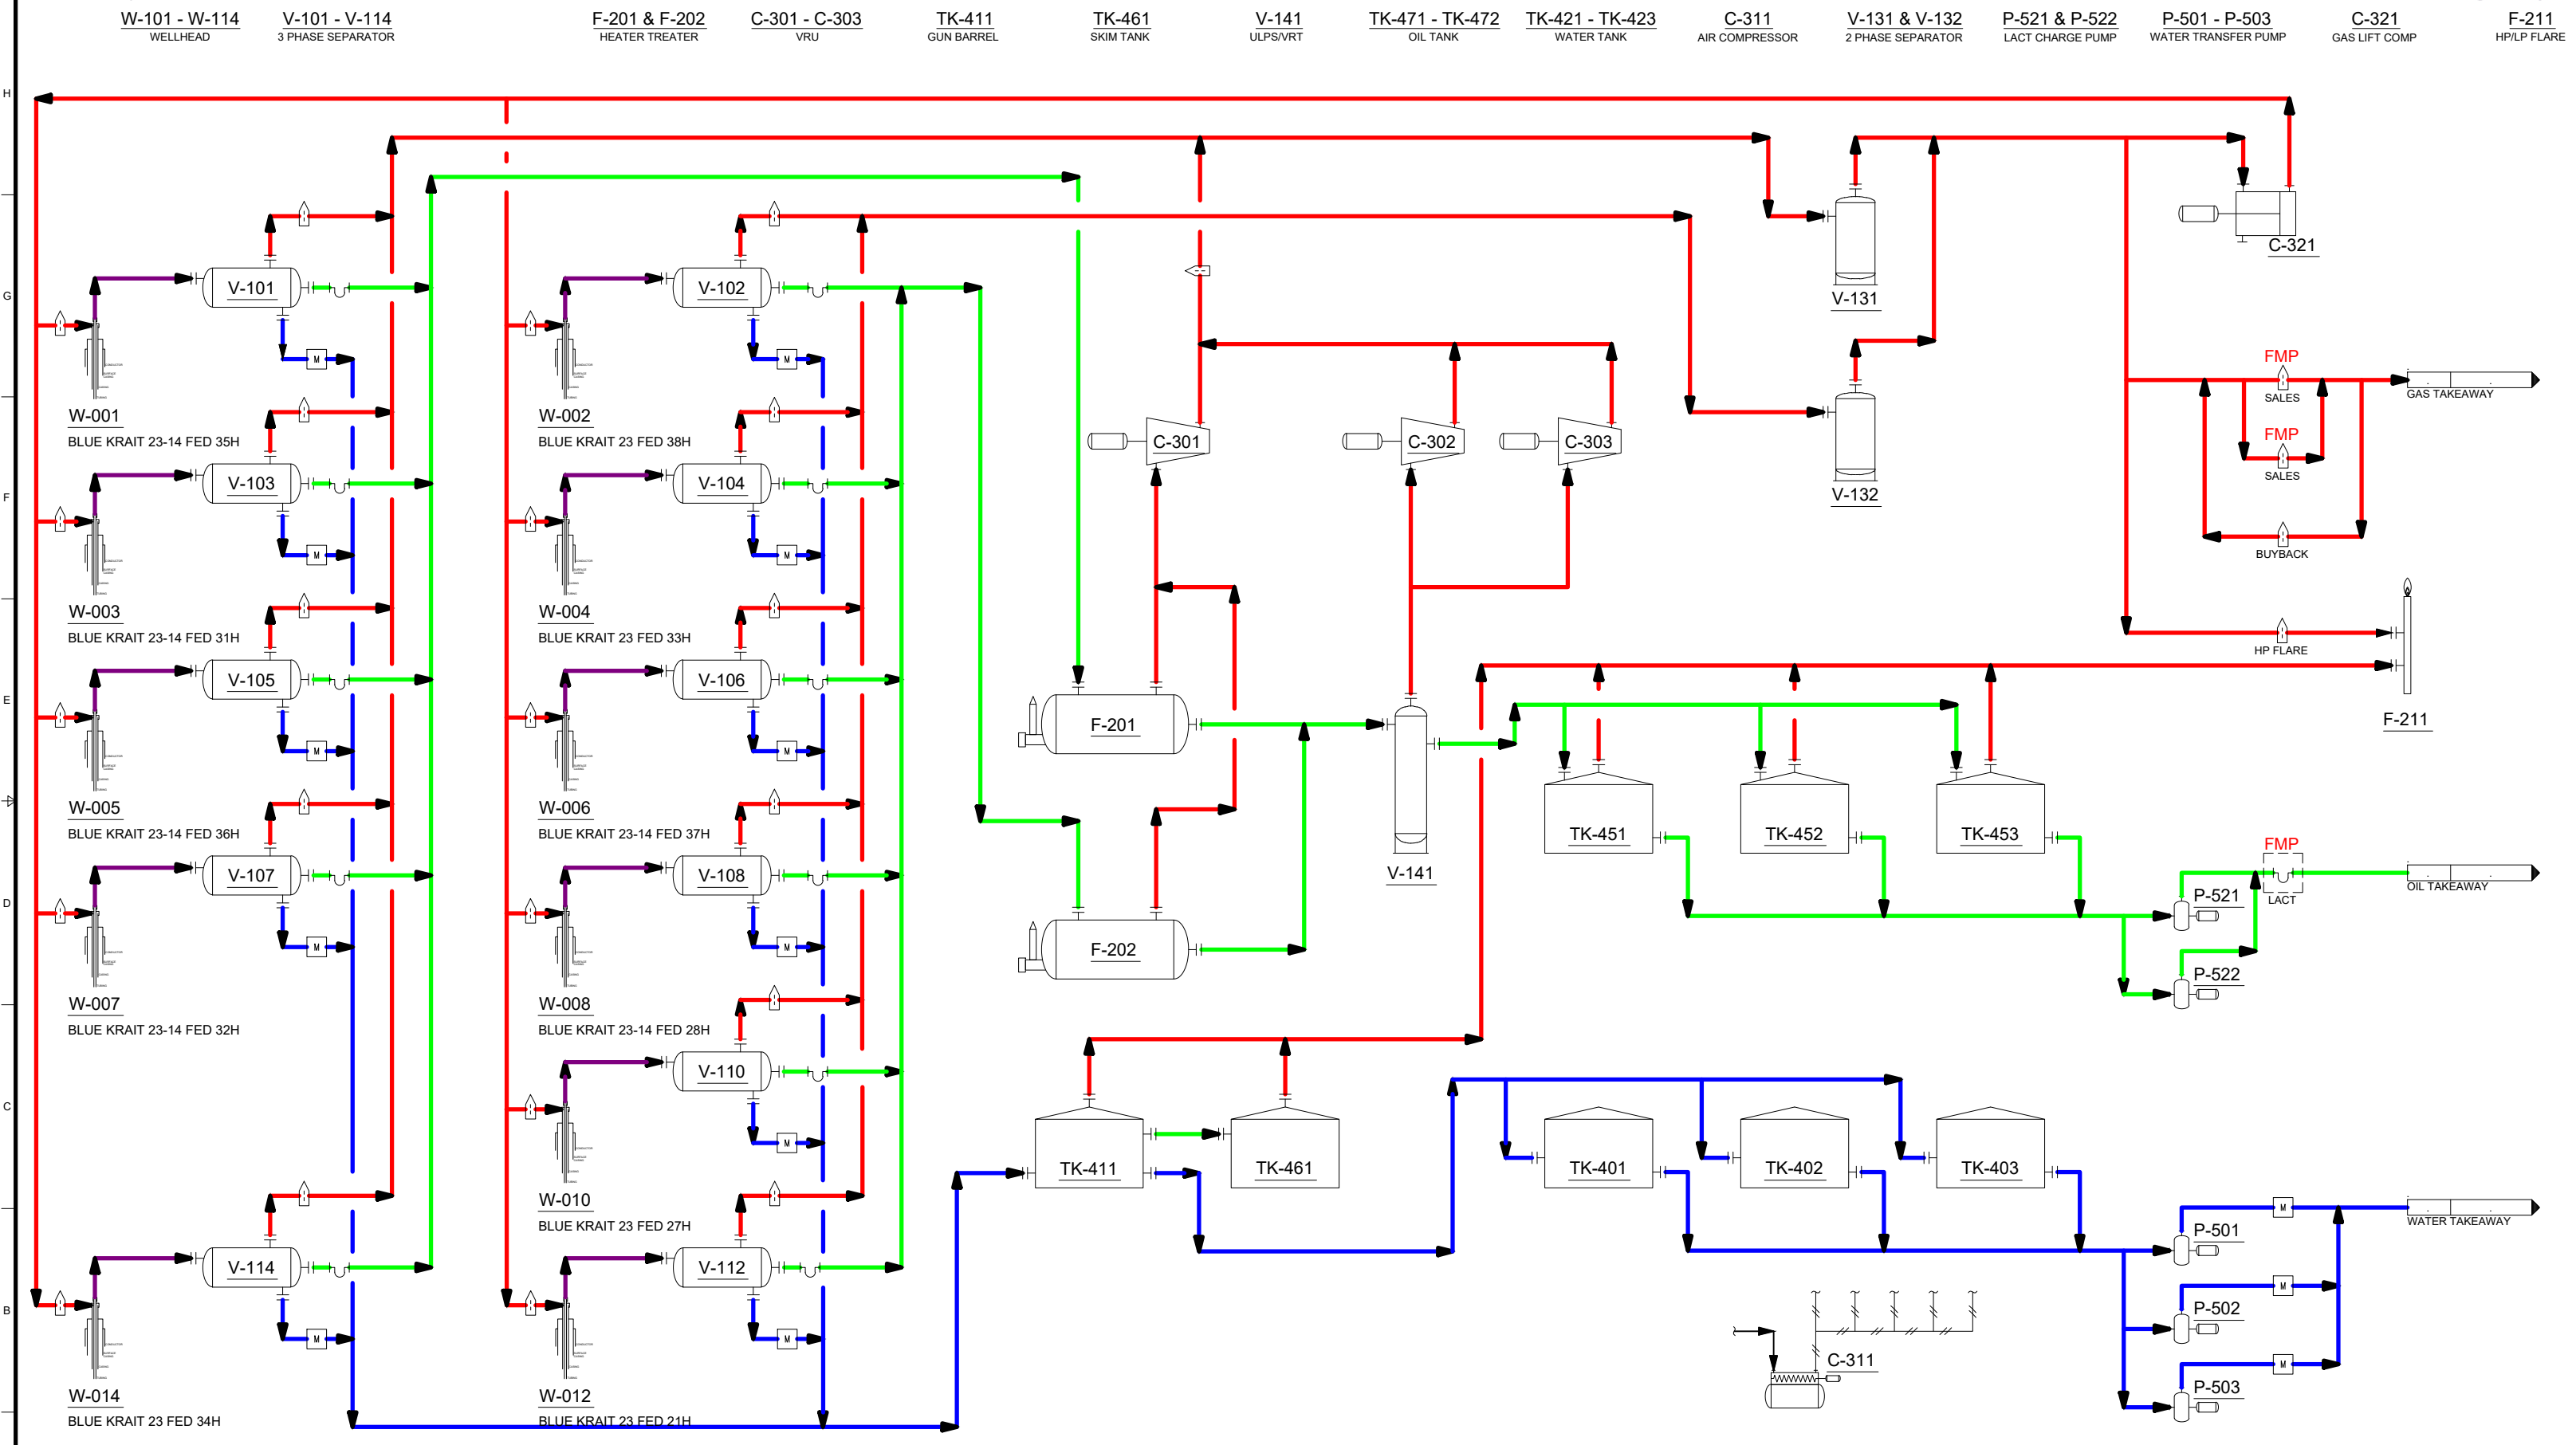 W-101 - W-114
WELLHEAD
V-101 - V-114
3 PHASE SEPARATOR
F-201 & F-202
HEATER TREATER
C-301 - C-303
VRU
TK-411
GUN BARREL
TK-461
SKIM TANK
V-141
ULPS/VRT
TK-471 - TK-472
OIL TANK
TK-421 - TK-423
WATER TANK
C-311
AIR COMPRESSOR
V-131 & V-132
2 PHASE SEPARATOR
P-521 & P-522
LACT CHARGE PUMP
P-501 - P-503
WATER TRANSFER PUMP
C-321
GAS LIFT COMP
F-211
HP/LP FLARE
H
G
F
E
D
C
B
V-101
M
W-001
BLUE KRAIT 23-14 FED 35H
V-103
M
W-003
BLUE KRAIT 23-14 FED 31H
V-105
M
W-005
BLUE KRAIT 23-14 FED 36H
V-107
M
W-007
BLUE KRAIT 23-14 FED 32H
V-114
M
W-014
BLUE KRAIT 23 FED 34H
V-102
M
W-002
BLUE KRAIT 23 FED 38H
V-104
M
W-004
BLUE KRAIT 23 FED 33H
V-106
M
W-006
BLUE KRAIT 23-14 FED 37H
V-108
M
W-008
BLUE KRAIT 23-14 FED 28H
V-110
M
W-010
BLUE KRAIT 23 FED 27H
V-112
M
W-012
BLUE KRAIT 23 FED 21H
C-301
C-302
C-303
F-201
F-202
V-141
V-131
V-132
C-321
FMP
SALES
FMP
SALES
BUYBACK
GAS TAKEAWAY
HP FLARE
F-211
TK-451
TK-452
TK-453
FMP
LACT
OIL TAKEAWAY
P-521
P-522
TK-411
TK-461
TK-401
TK-402
TK-403
M
WATER TAKEAWAY
P-501
M
P-502
M
P-503
C-311